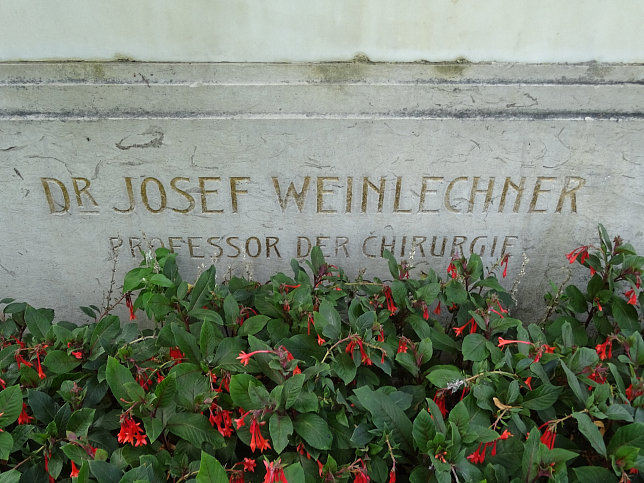 DR JOSEF WEINLECHNER
PROFESSOR DER CHIRURGIE